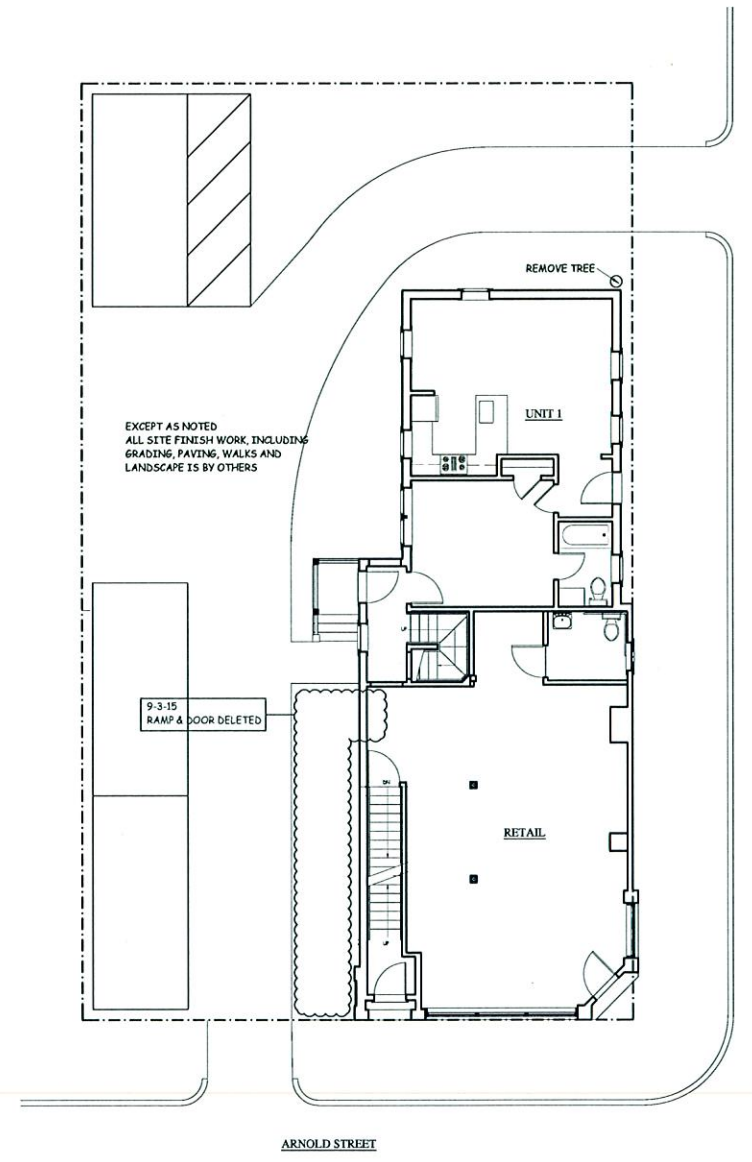 REMOVE TREE
UNIT 1
EXCEPT AS NOTED
ALL SITE FINISH WORK, INCLUDING
GRADING, PAVING, WALKS AND
LANDSCAPE IS BY OTHERS
9-3-15
RAMP & DOOR DELETED
RETAIL
ARNOLD STREET